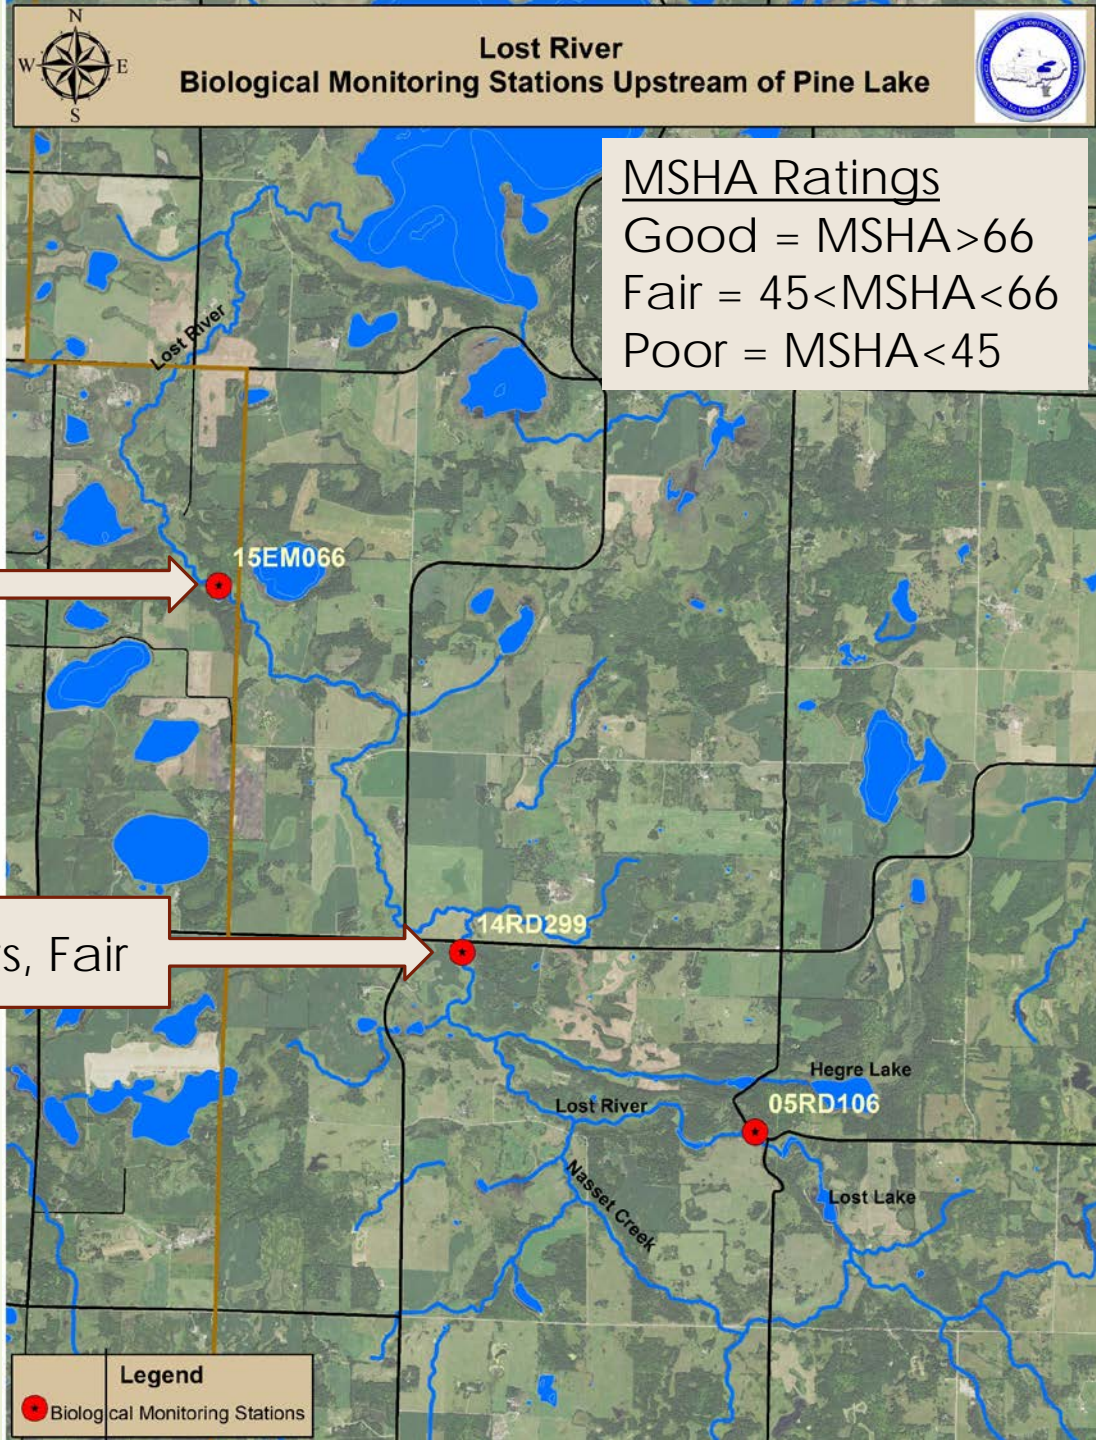 N
W E
S
Lost River
Biological Monitoring Stations Upstream of Pine Lake
MSHA Ratings
Good = MSHA>66
Fair = 45<MSHA<66
Poor = MSHA<45
Lost River
15EM066
14RD299
s, Fair
Hegre Lake
05RD106
Lost River
Nasset Creek
Lost Lake
Legend
Biological Monitoring Stations